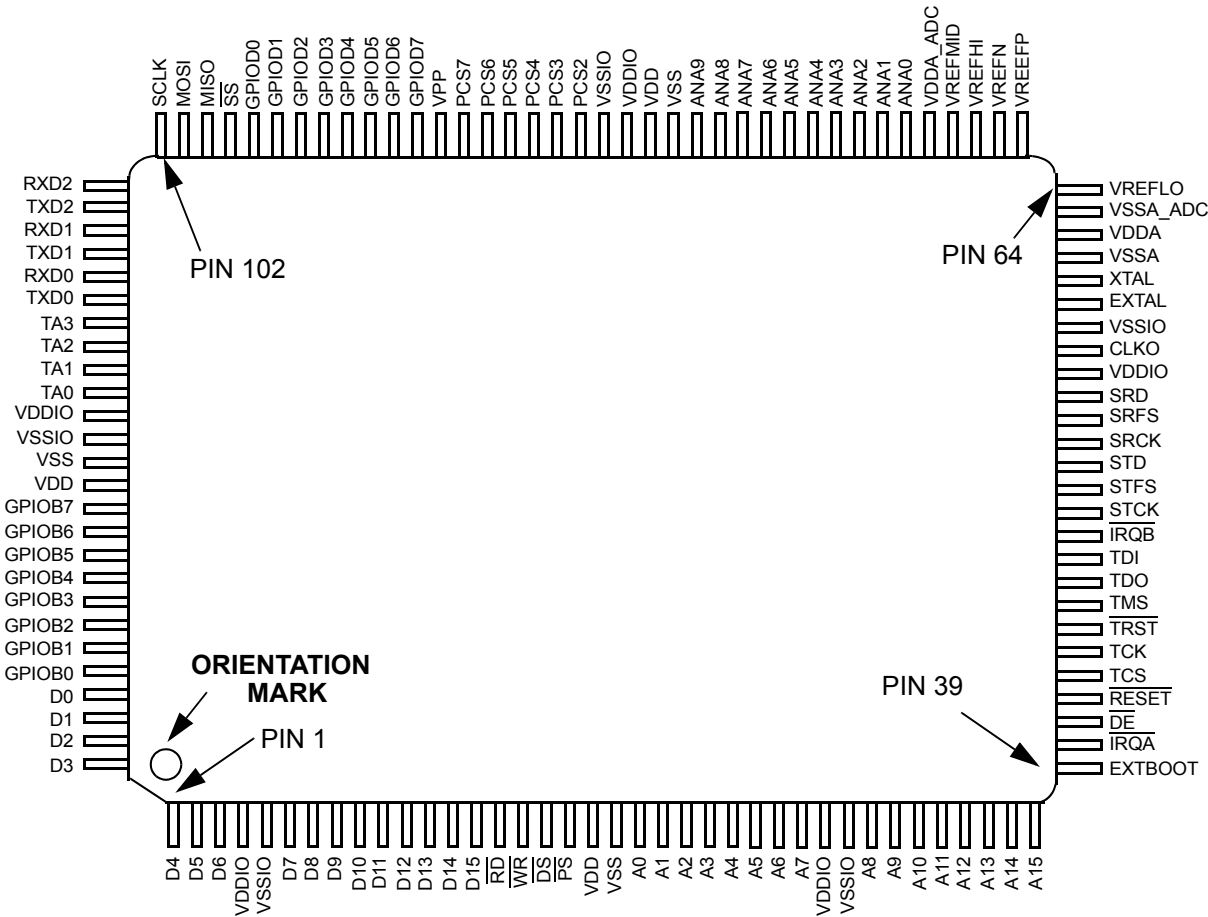 SCLK
MOSI
MISO
SS
GPIOD0
GPIOD1
GPIOD2
GPIOD3
GPIOD4
GPIOD5
GPIOD6
GPIOD7
VPP
PCS7
PCS6
PCS5
PCS4
PCS3
PCS2
VSSIO
VDDIO
VDD
VSS
ANA9
ANA8
ANA7
ANA6
ANA5
ANA4
ANA3
ANA2
ANA1
ANA0
VDDA_ADC
VREFMID
VREFHI
VREFN
VREEFP
RXD2
TXD2
RXD1
TXD1
RXD0
TXD0
TA3
TA2
TA1
TA0
VDDIO
VSSIO
VSS
VDD
GPIOB7
GPIOB6
GPIOB5
GPIOB4
GPIOB3
GPIOB2
GPIOB1
GPIOB0
D0
D1
D2
D3
PIN 102
PIN 64
ORIENTATION
MARK
PIN 1
PIN 39
VREFLO
VSSA_ADC
VDDA
VSSA
XTAL
EXTAL
VSSIO
CLKO
VDDIO
SRD
SRFS
SRCK
STD
STFS
STCK
IRQB
TDI
TDO
TMS
TRST
TCK
TCS
RESET
DE
IRQA
EXTBOOT
D4
D5
D6
VDDIO
VSSIO
D7
D8
D9
D10
D11
D12
D13
D14
D15
RD
WR
DS
PS
VDD
VSS
A0
A1
A2
A3
A4
A5
A6
A7
VDDIO
VSSIO
A8
A9
A10
A11
A12
A13
A14
A15